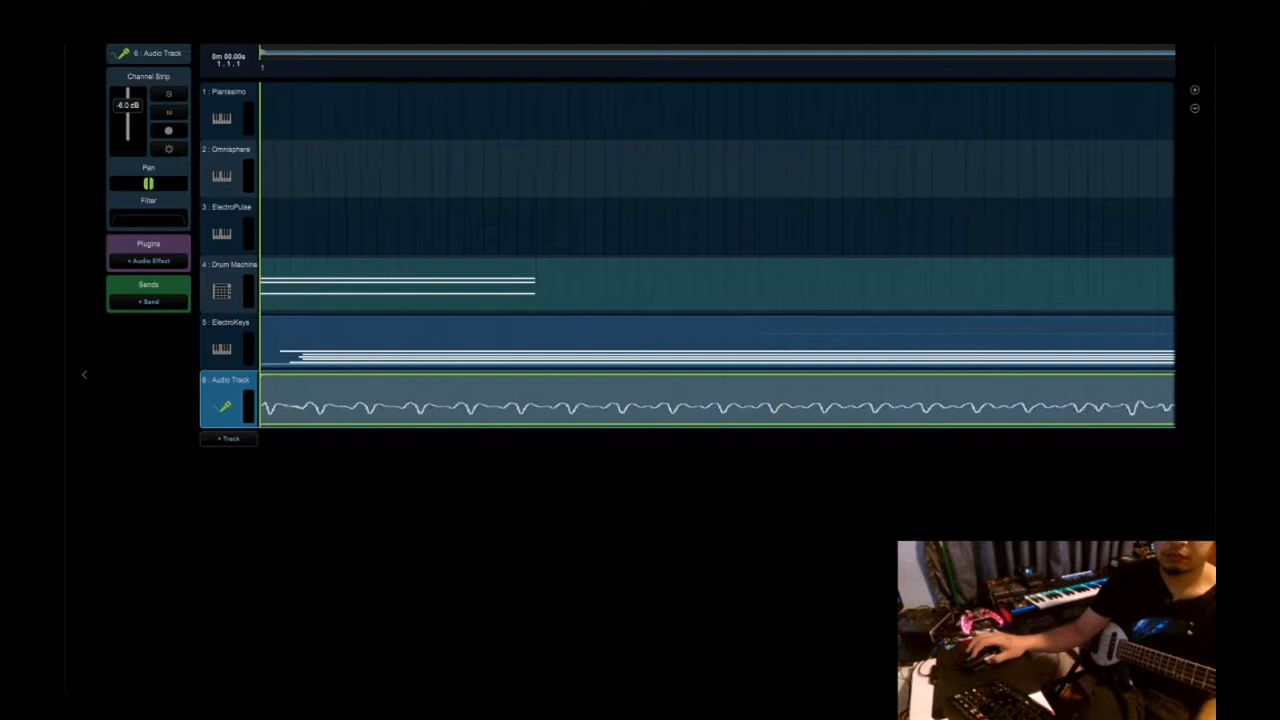 6 : Audio Track
Channel Strip
-6.0 dB
S
M
Pan
Filter
Plugins
+ Audio Effect
Sends
+ Send
0m 00.00s
1 . 1 . 1
1
1 : Pianissimo
2 : Omnisphere
3 : ElectroPulse
4 : Drum Machine
5 : ElectroKeys
6 : Audio Track
+ Track